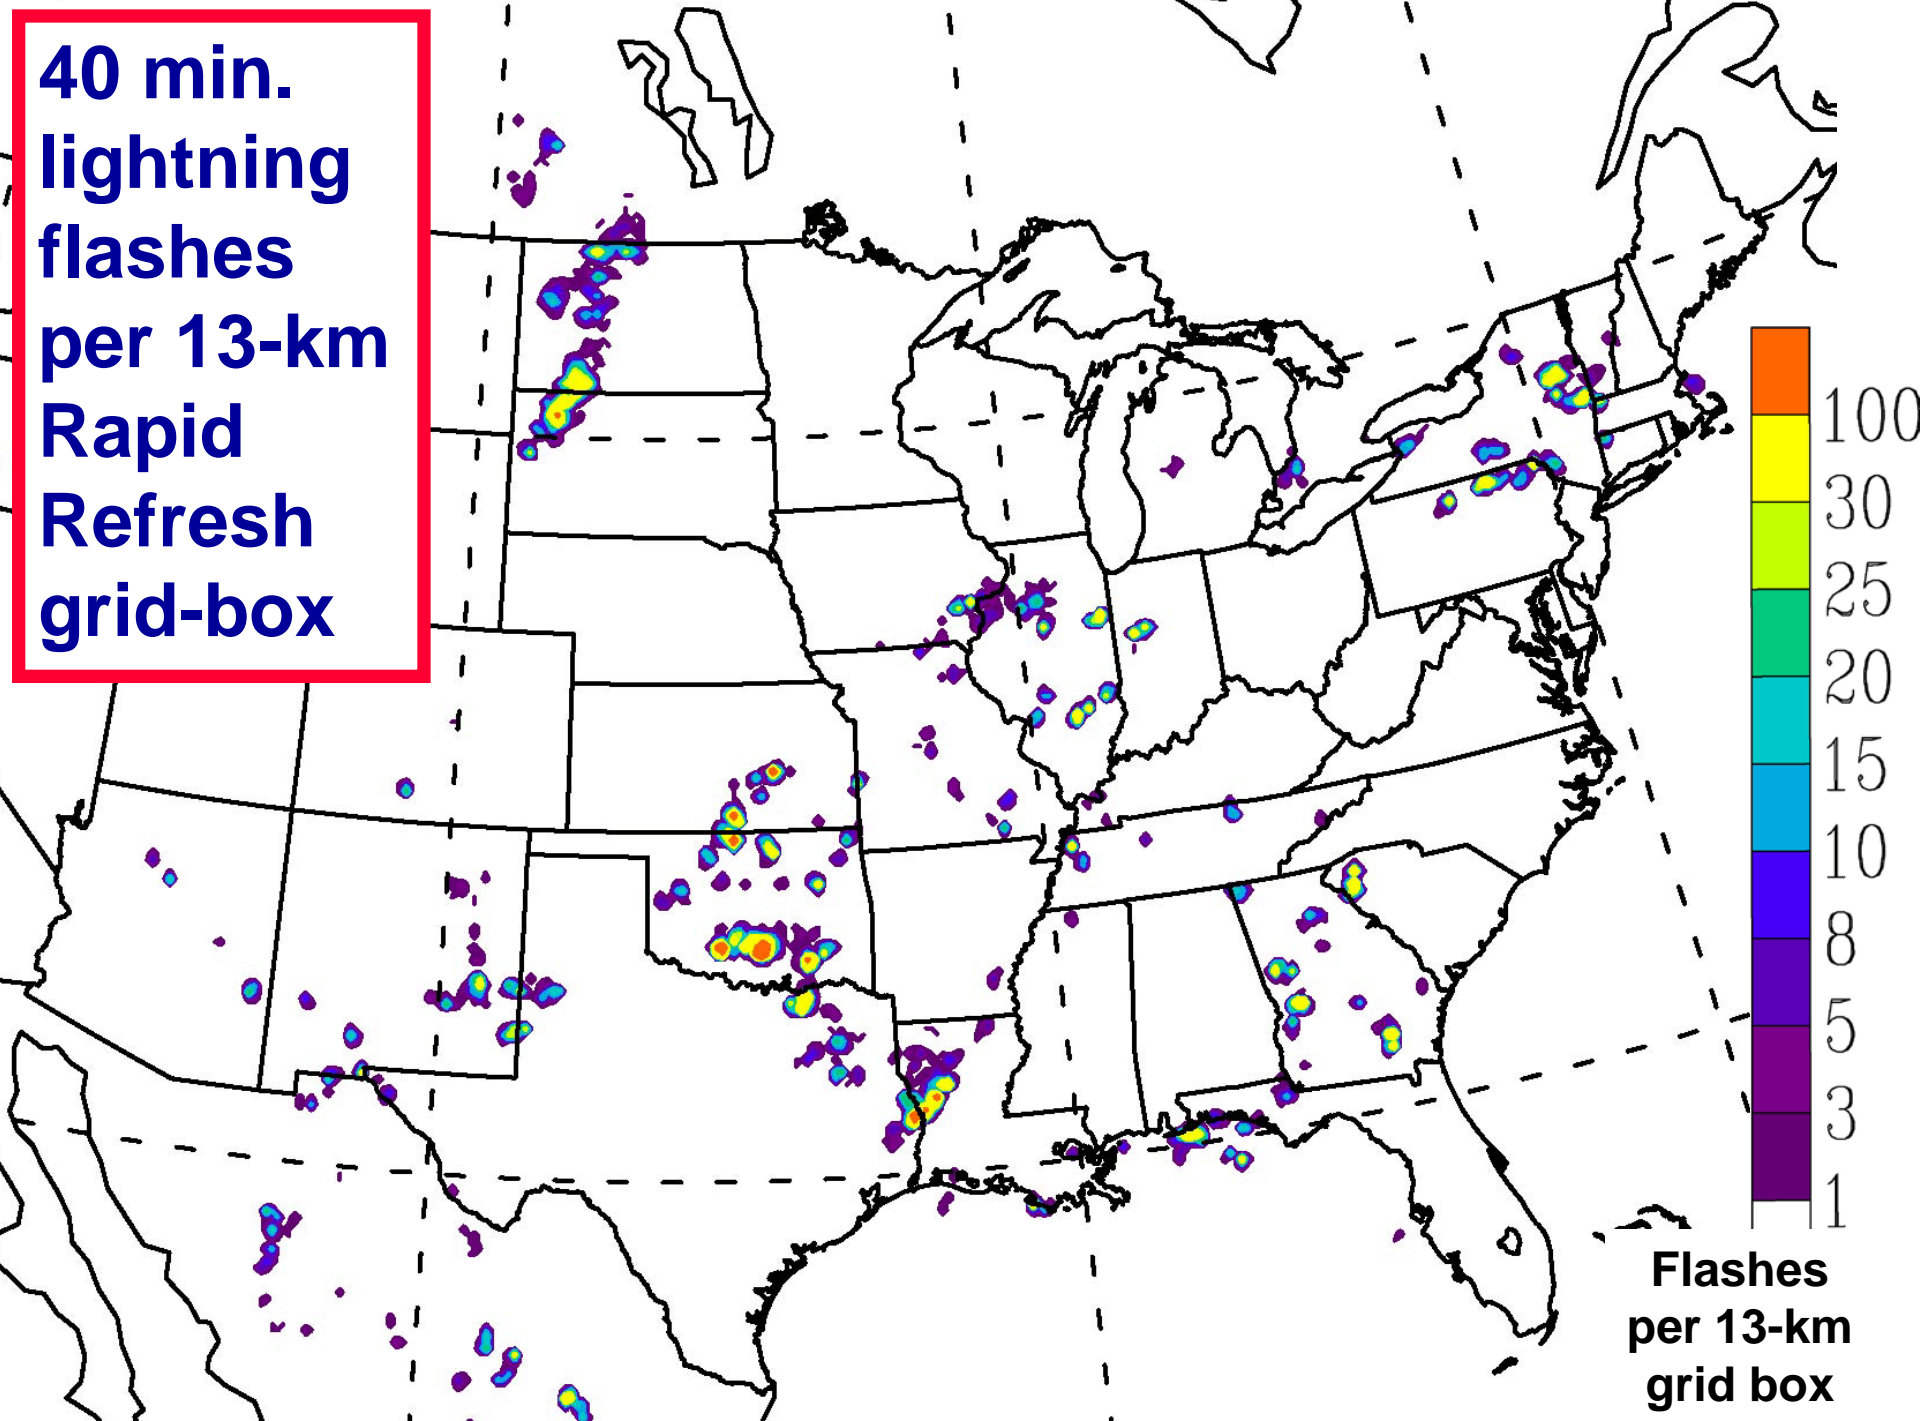 40 min.
lightning
flashes
per 13-km
Rapid
Refresh
grid-box
100
30
25
20
15
10
8
5
3
1
Flashes
per 13-km
grid box